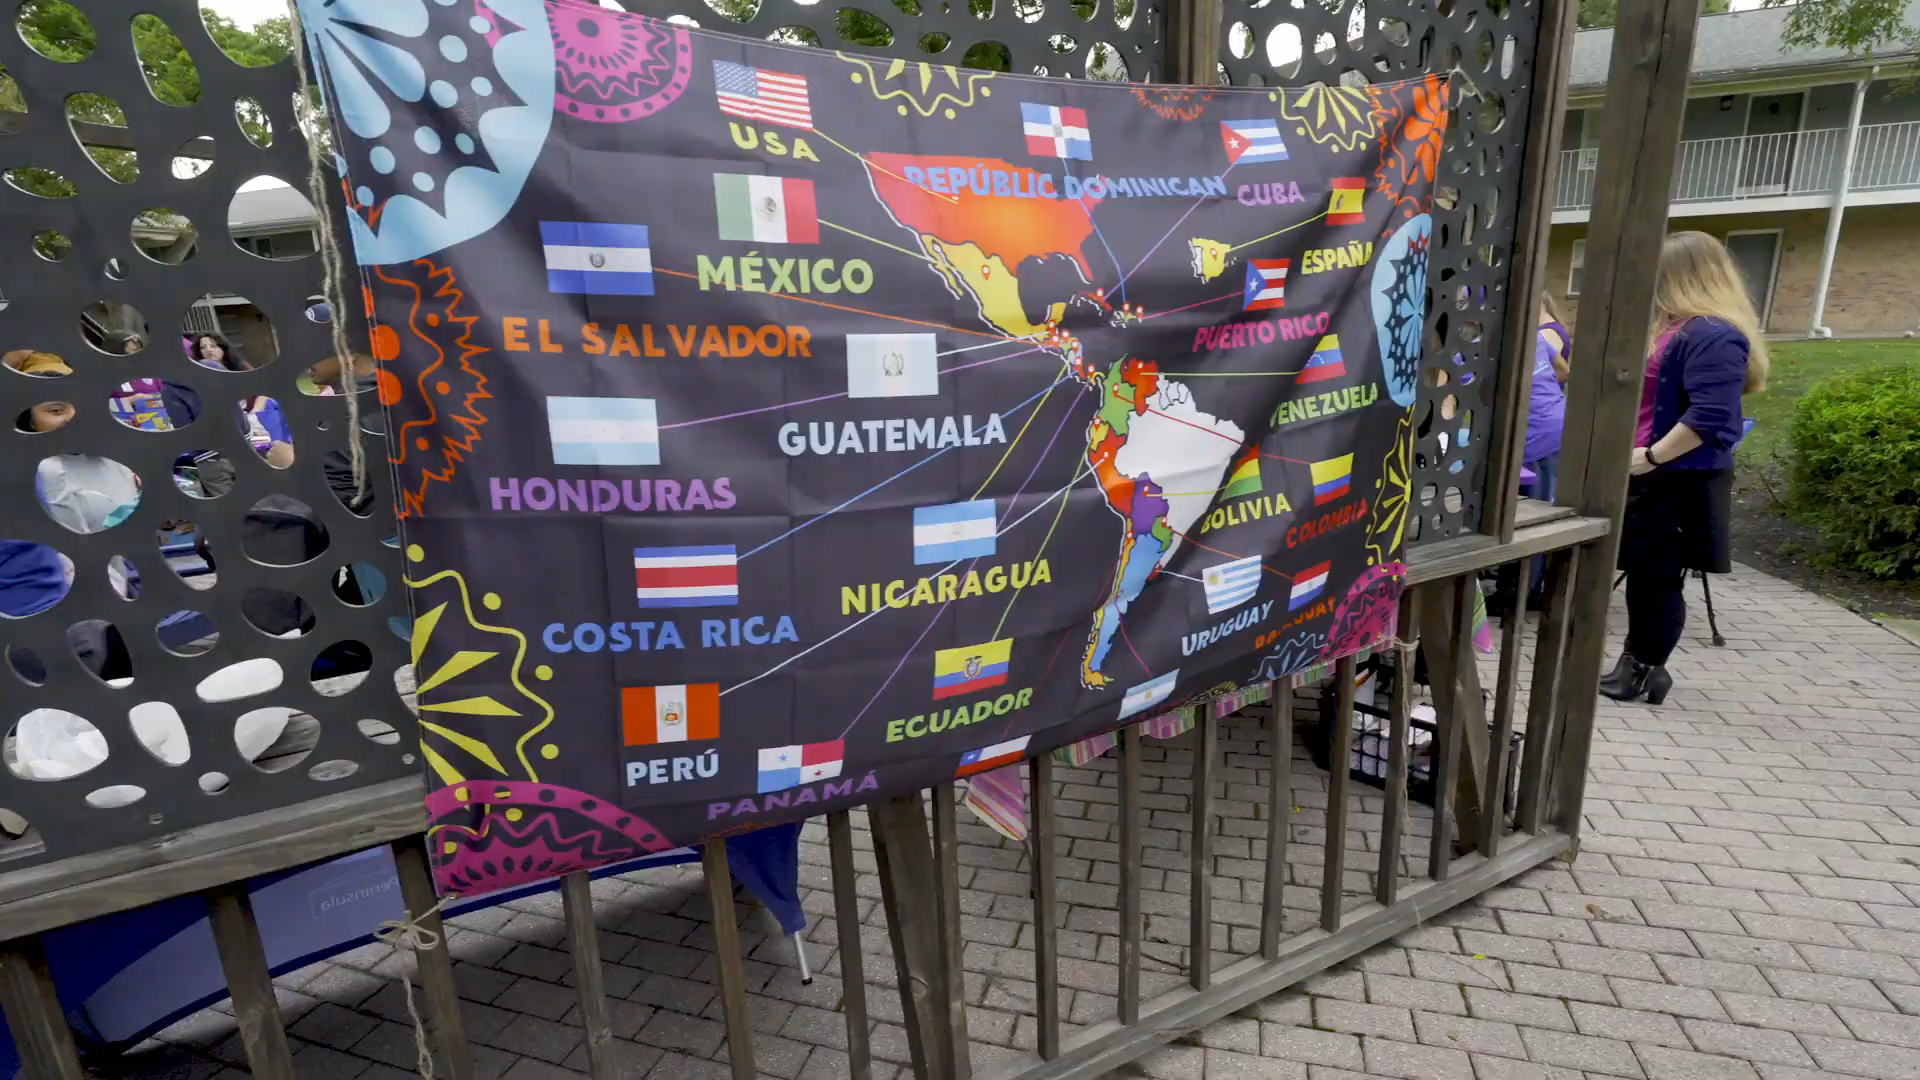 USA
REPÚBLIC DOMINICAN
CUBA
MÉXICO
ESPAÑA
EL SALVADOR
PUERTO RICO
GUATEMALA
VENEZUELA
HONDURAS
BOLIVIA
COLOMBIA
NICARAGUA
COSTA RICA
URUGUAY
PARAGUAY
ECUADOR
PERÚ
PANAMÁ
Peninsula